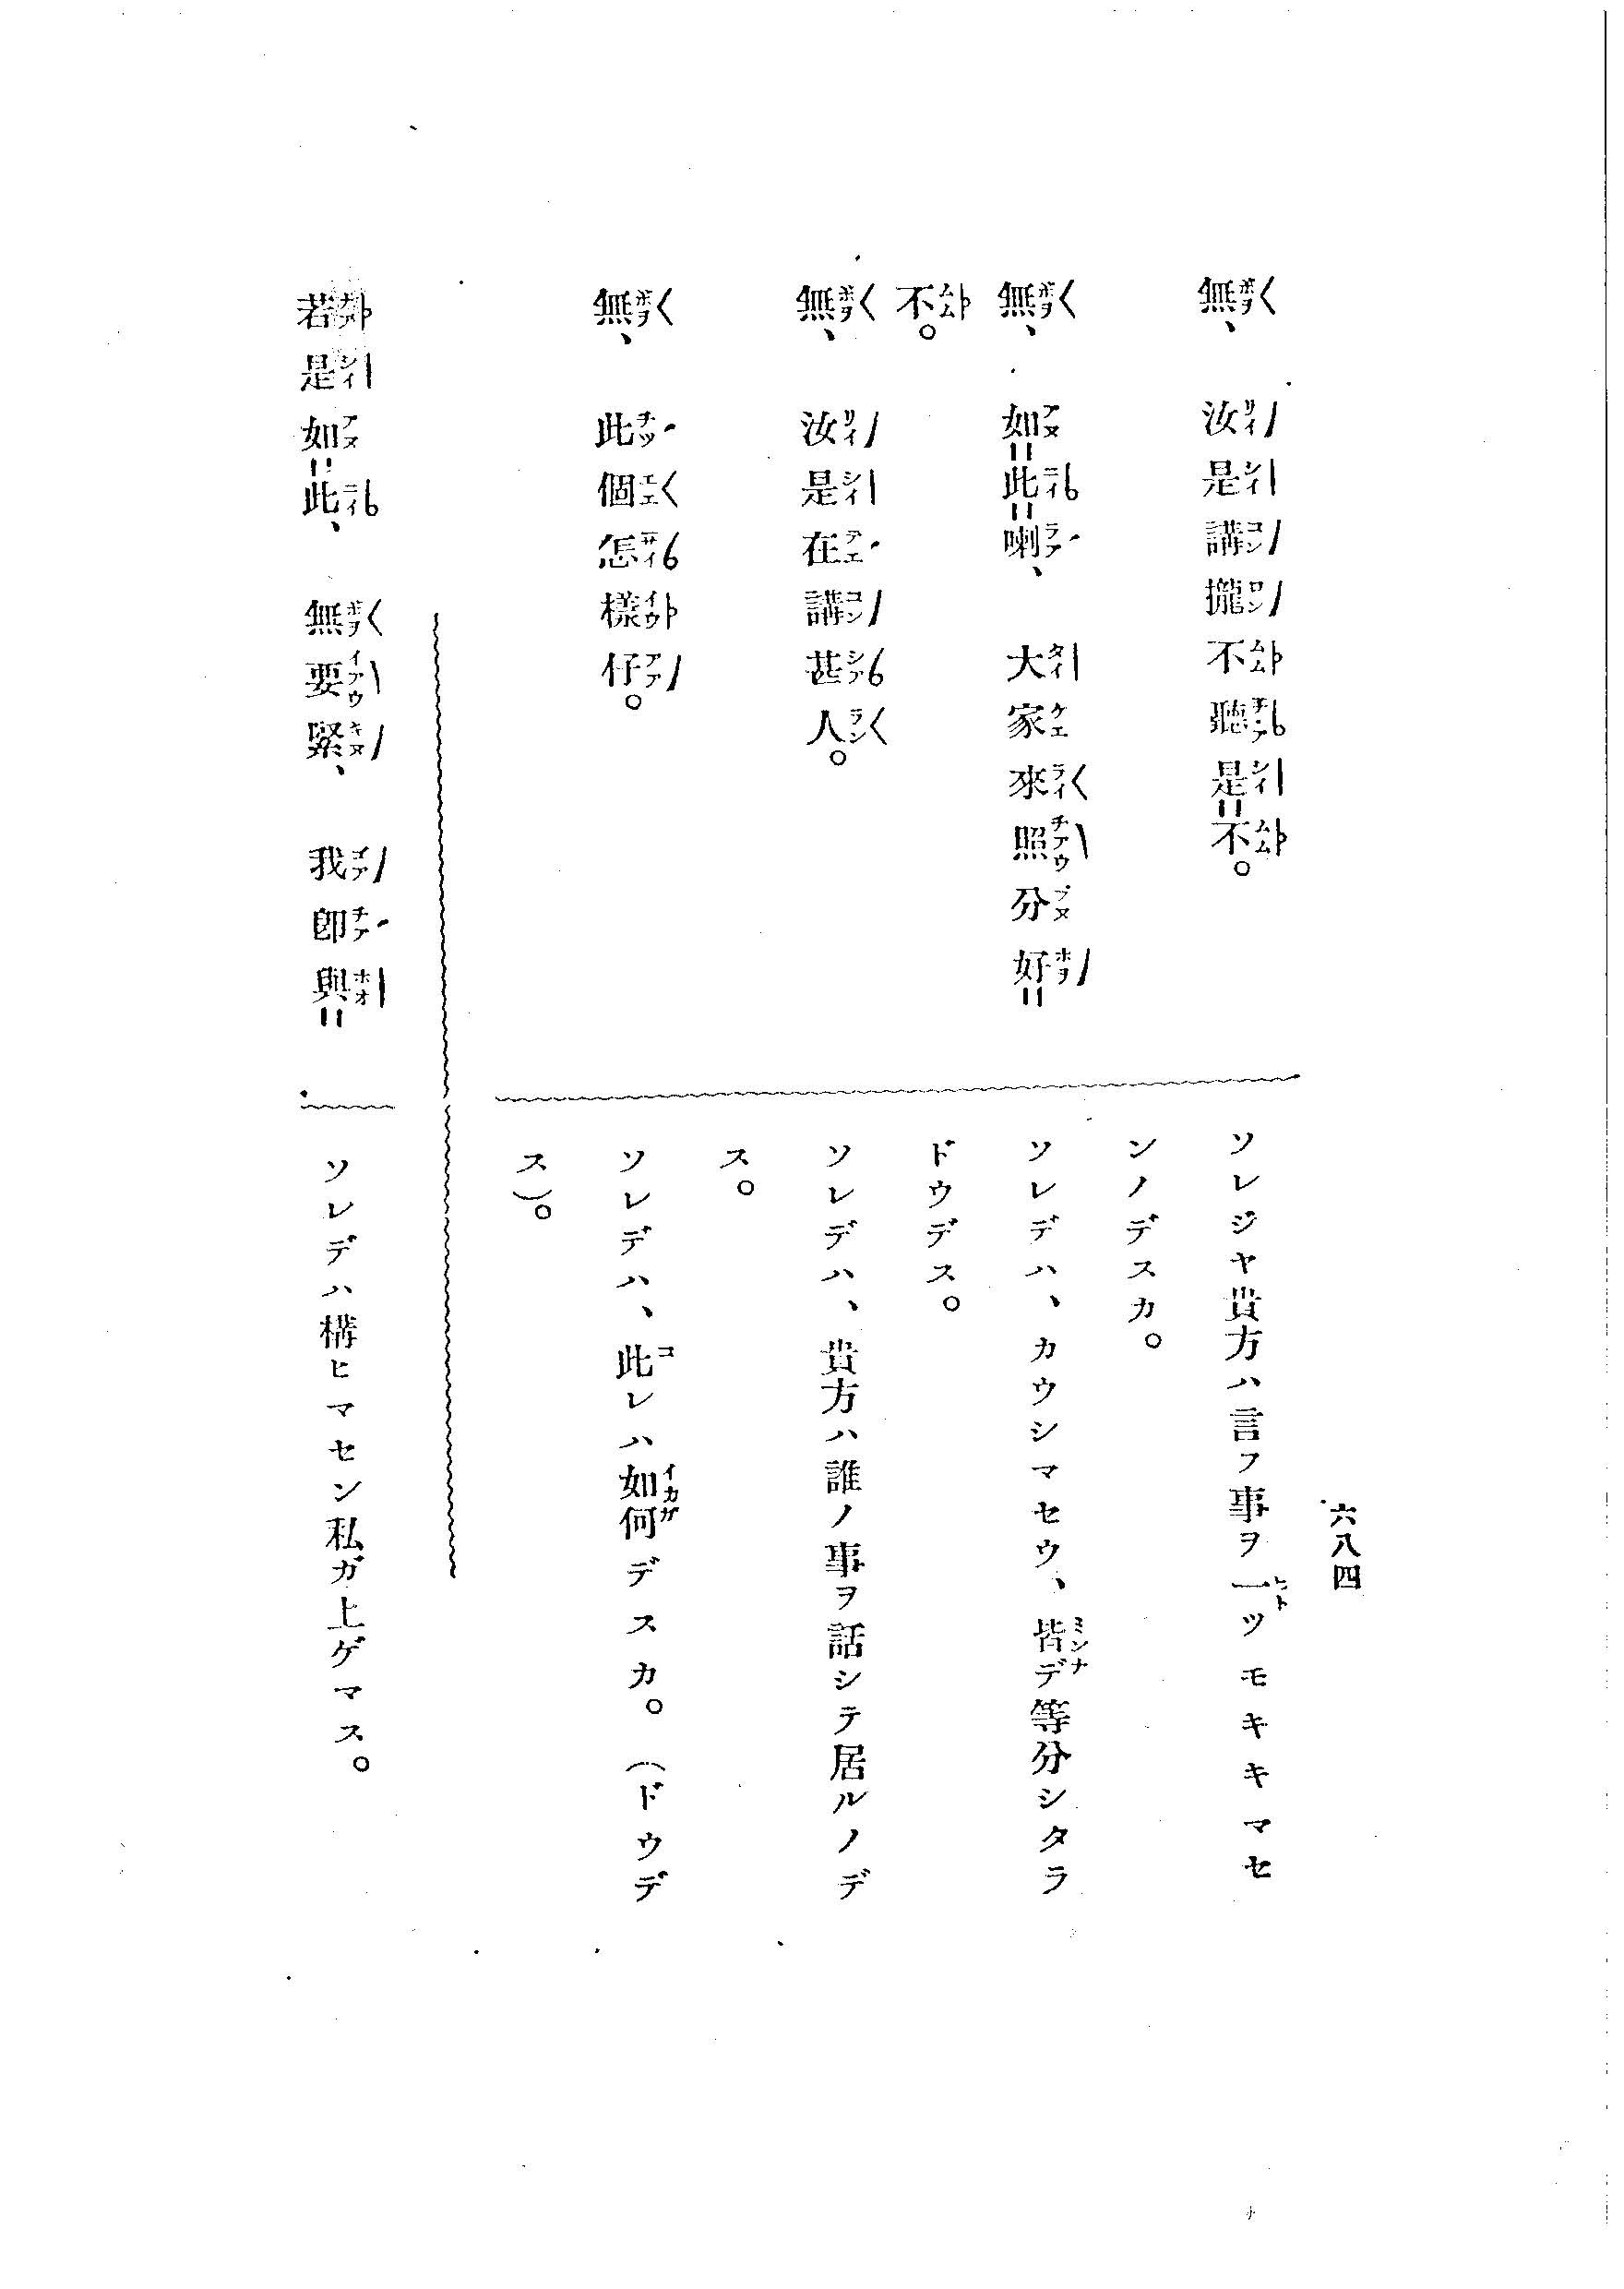 六八四
無、汝是講攏不聽是=不。
ソレジヤ貴方ハ言フ事ヲ一ツモキキマセ
ンノデスカ。
無、如=此=喇、大家來照分好=
不。
ソレデハ、カウシマセウ、皆デ等分シタラ
ドウデス。
無、汝是在講甚人。
ソレデハ、貴方ハ誰ノ事ヲ話シテ居ルノデ
ス。
無、此個怎樣仔。
ソレデハ、此レハ如何デスカ。（ドウデ
ス）。
若是如=此、無要緊、我卽與=
ソレデハ構ヒマセン私ガ上ゲマス。